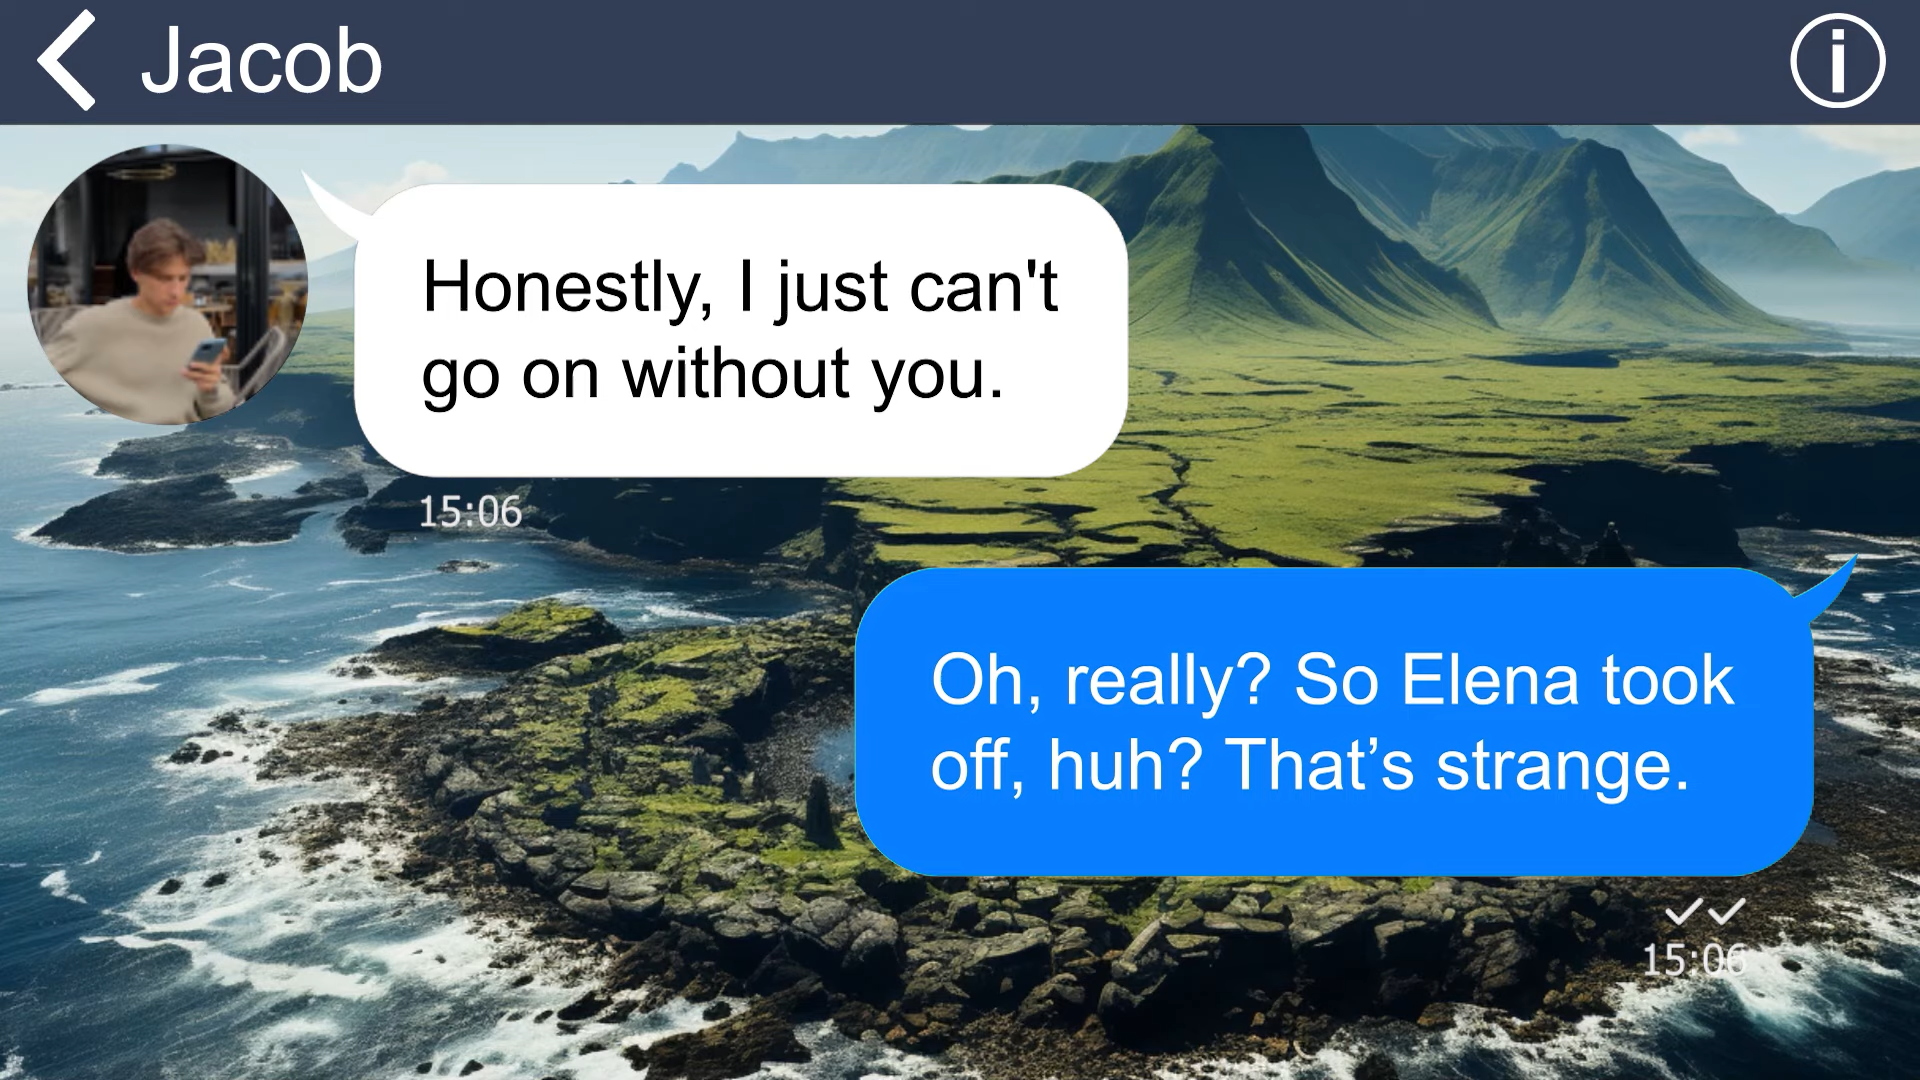 Jacob
Honestly, I just can't
go on without you.
15:06
Oh, really? So Elena took
off, huh? That’s strange.
15:06